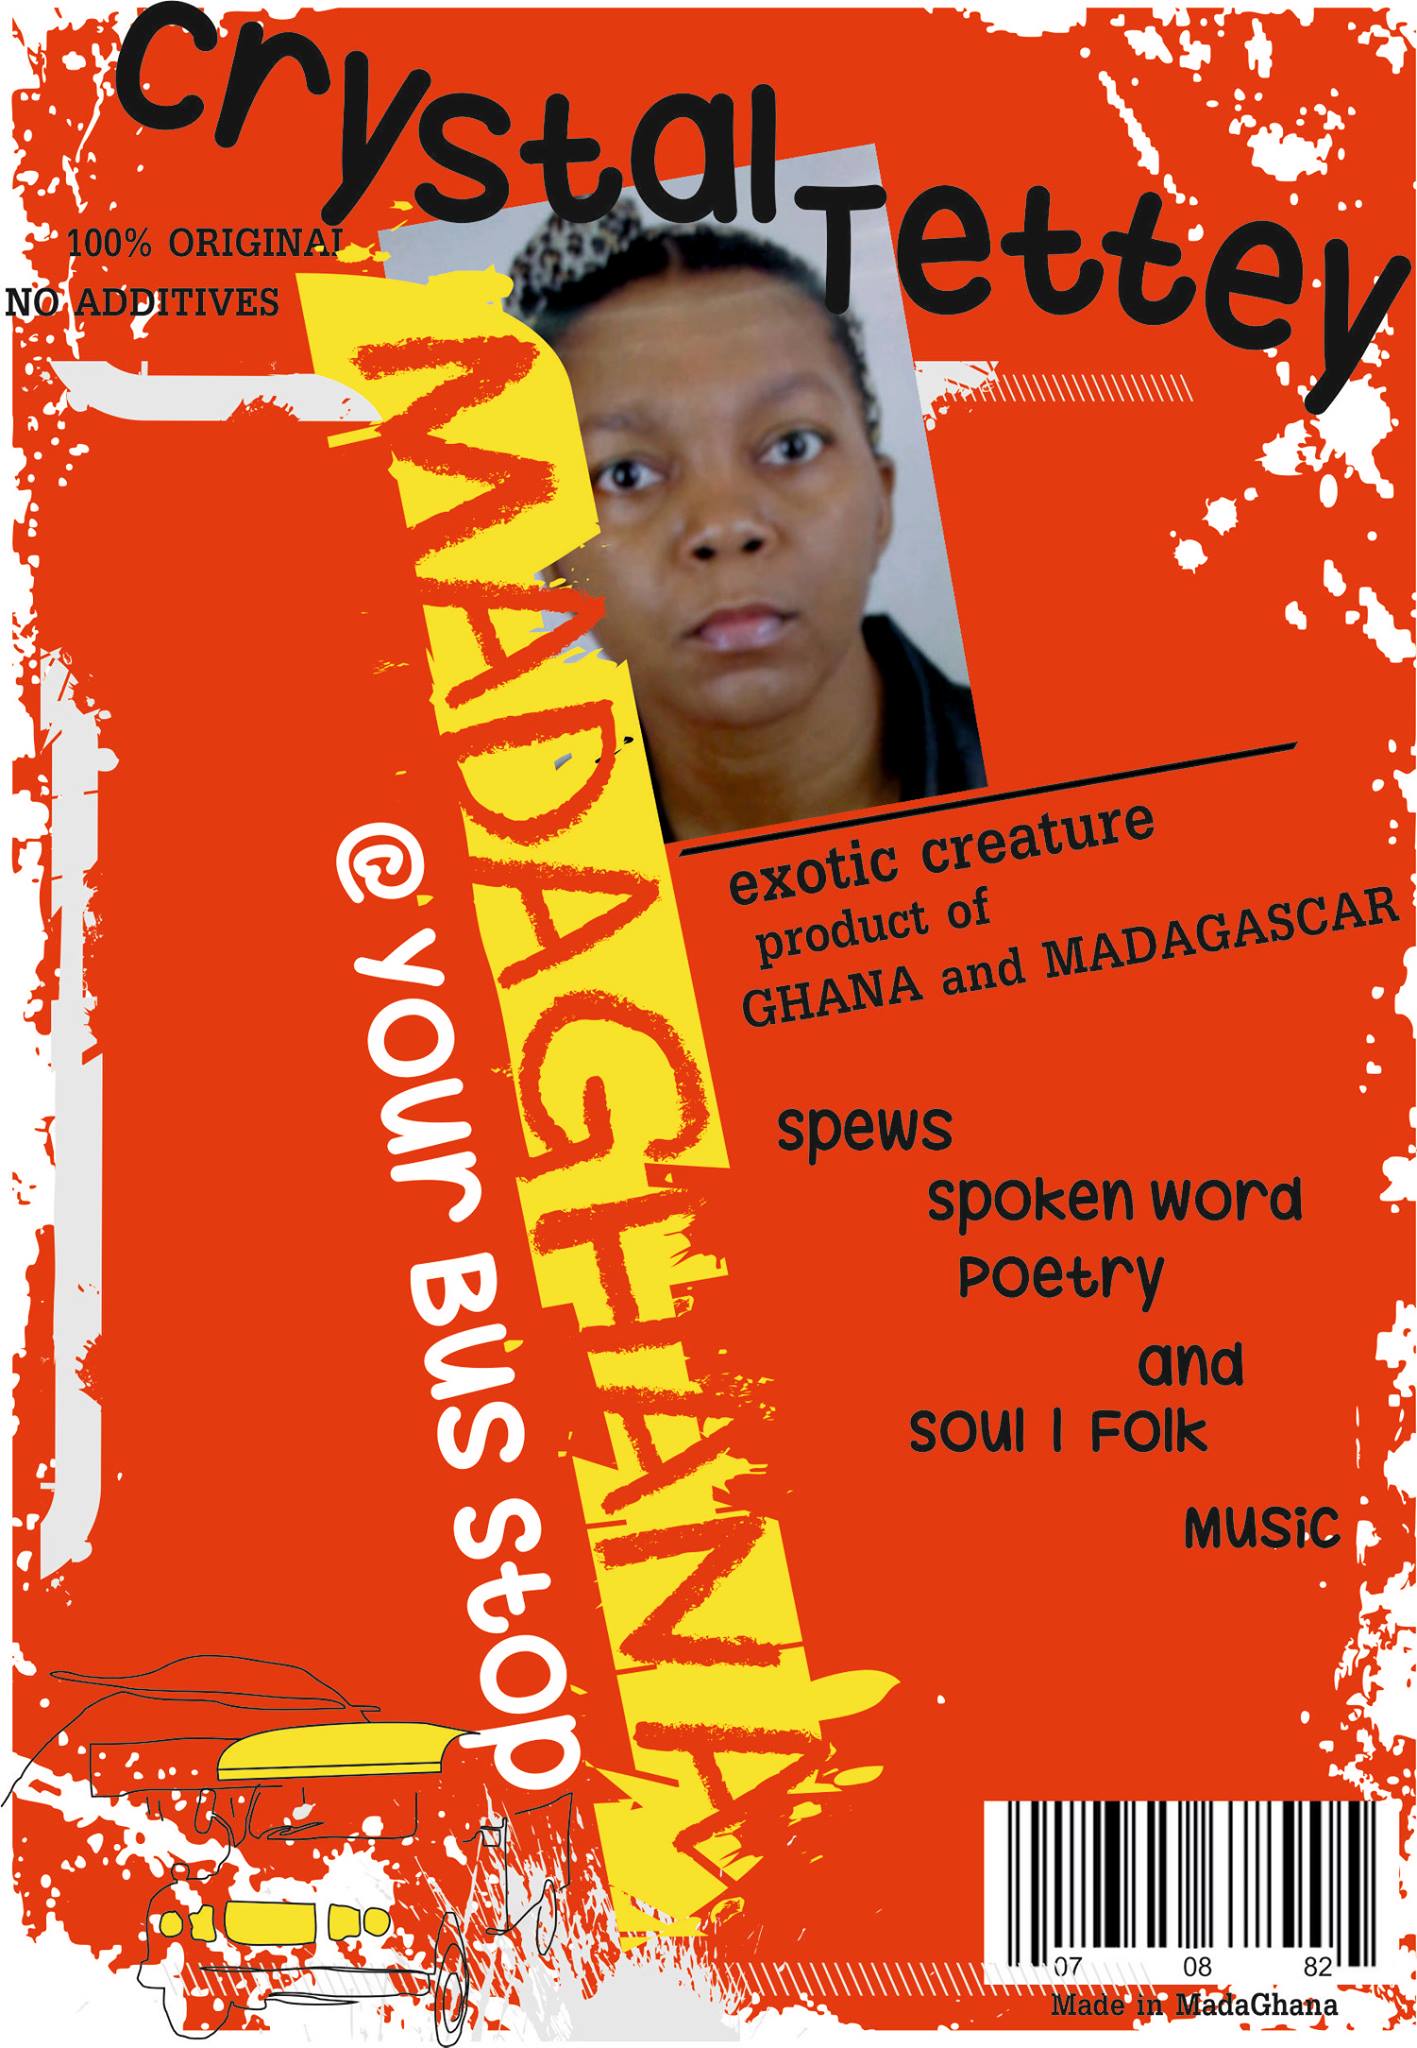 crystal Tettey
100% ORIGINAL
NO ADDITIVES
MADAGHANA
@ your Bus stop
exotic creature
product of
GHANA and MADAGASCAR
spews
spoken word
Poetry
and
soul | Folk
music
07 08 82
Made in MadaGhana